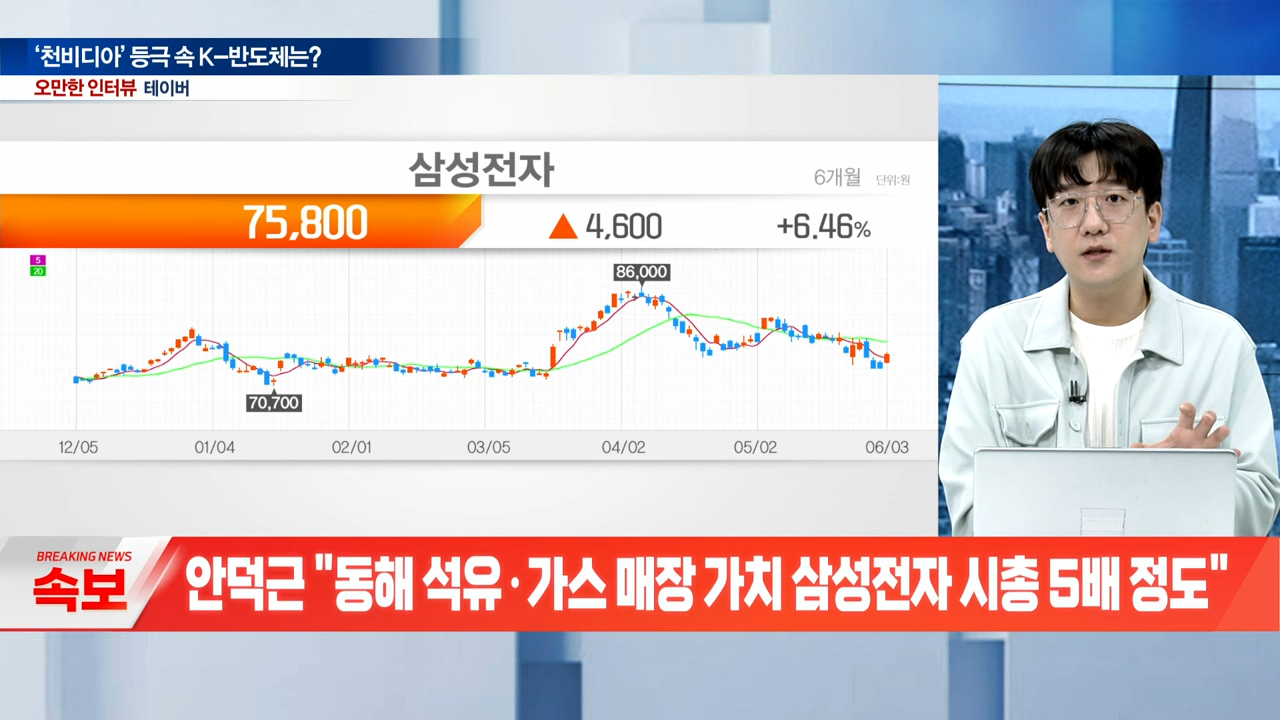 ‘천비디아’ 등극 속 K-반도체는?
오만한 인터뷰 테이버
삼성전자
6개월 단위:원
75,800 ▲ 4,600 +6.46%
5
20
86,000
70,700
12/05 01/04 02/01 03/05 04/02 05/02 06/03
BREAKING NEWS
속보
안덕근 "동해 석유·가스 매장 가치 삼성전자 시총 5배 정도"